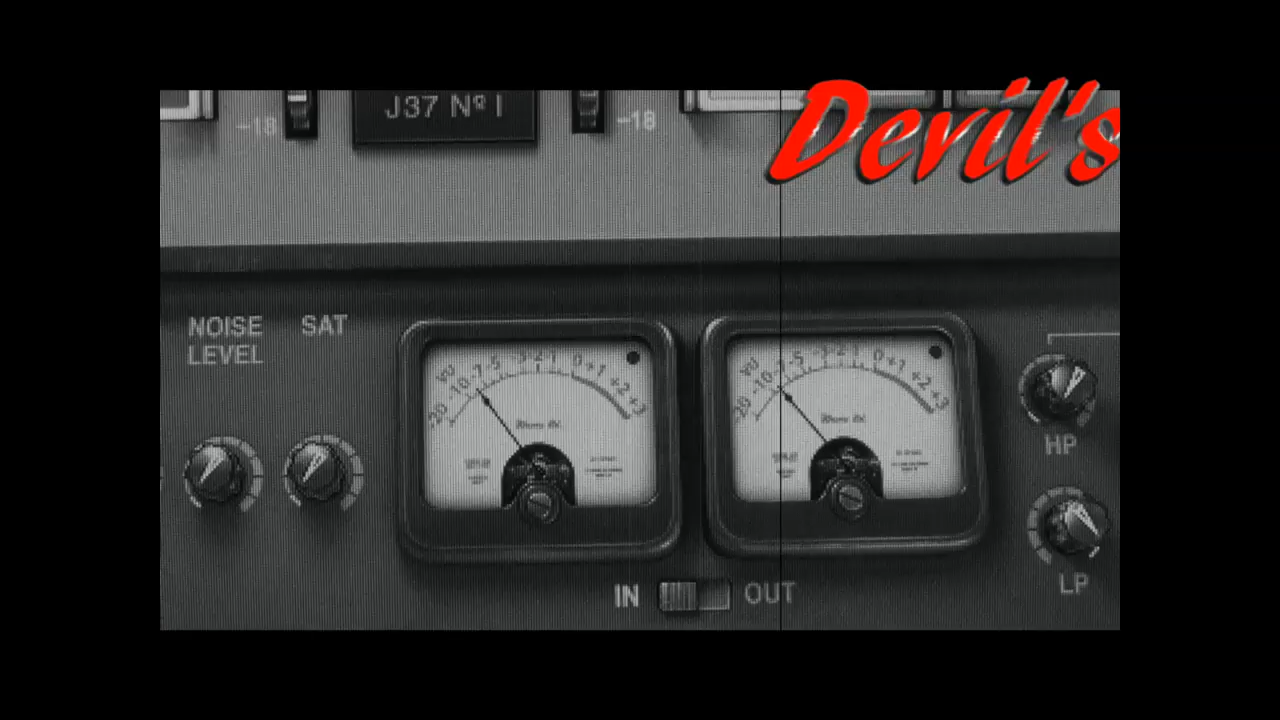 Devil's
-18 J37 Nº 1 -18
NOISE LEVEL
SAT
VU
-20 -10 -7 -5 -3 -2 -1 0 +1 +2 +3
VU
-20 -10 -7 -5 -3 -2 -1 0 +1 +2 +3
HP
LP
IN OUT